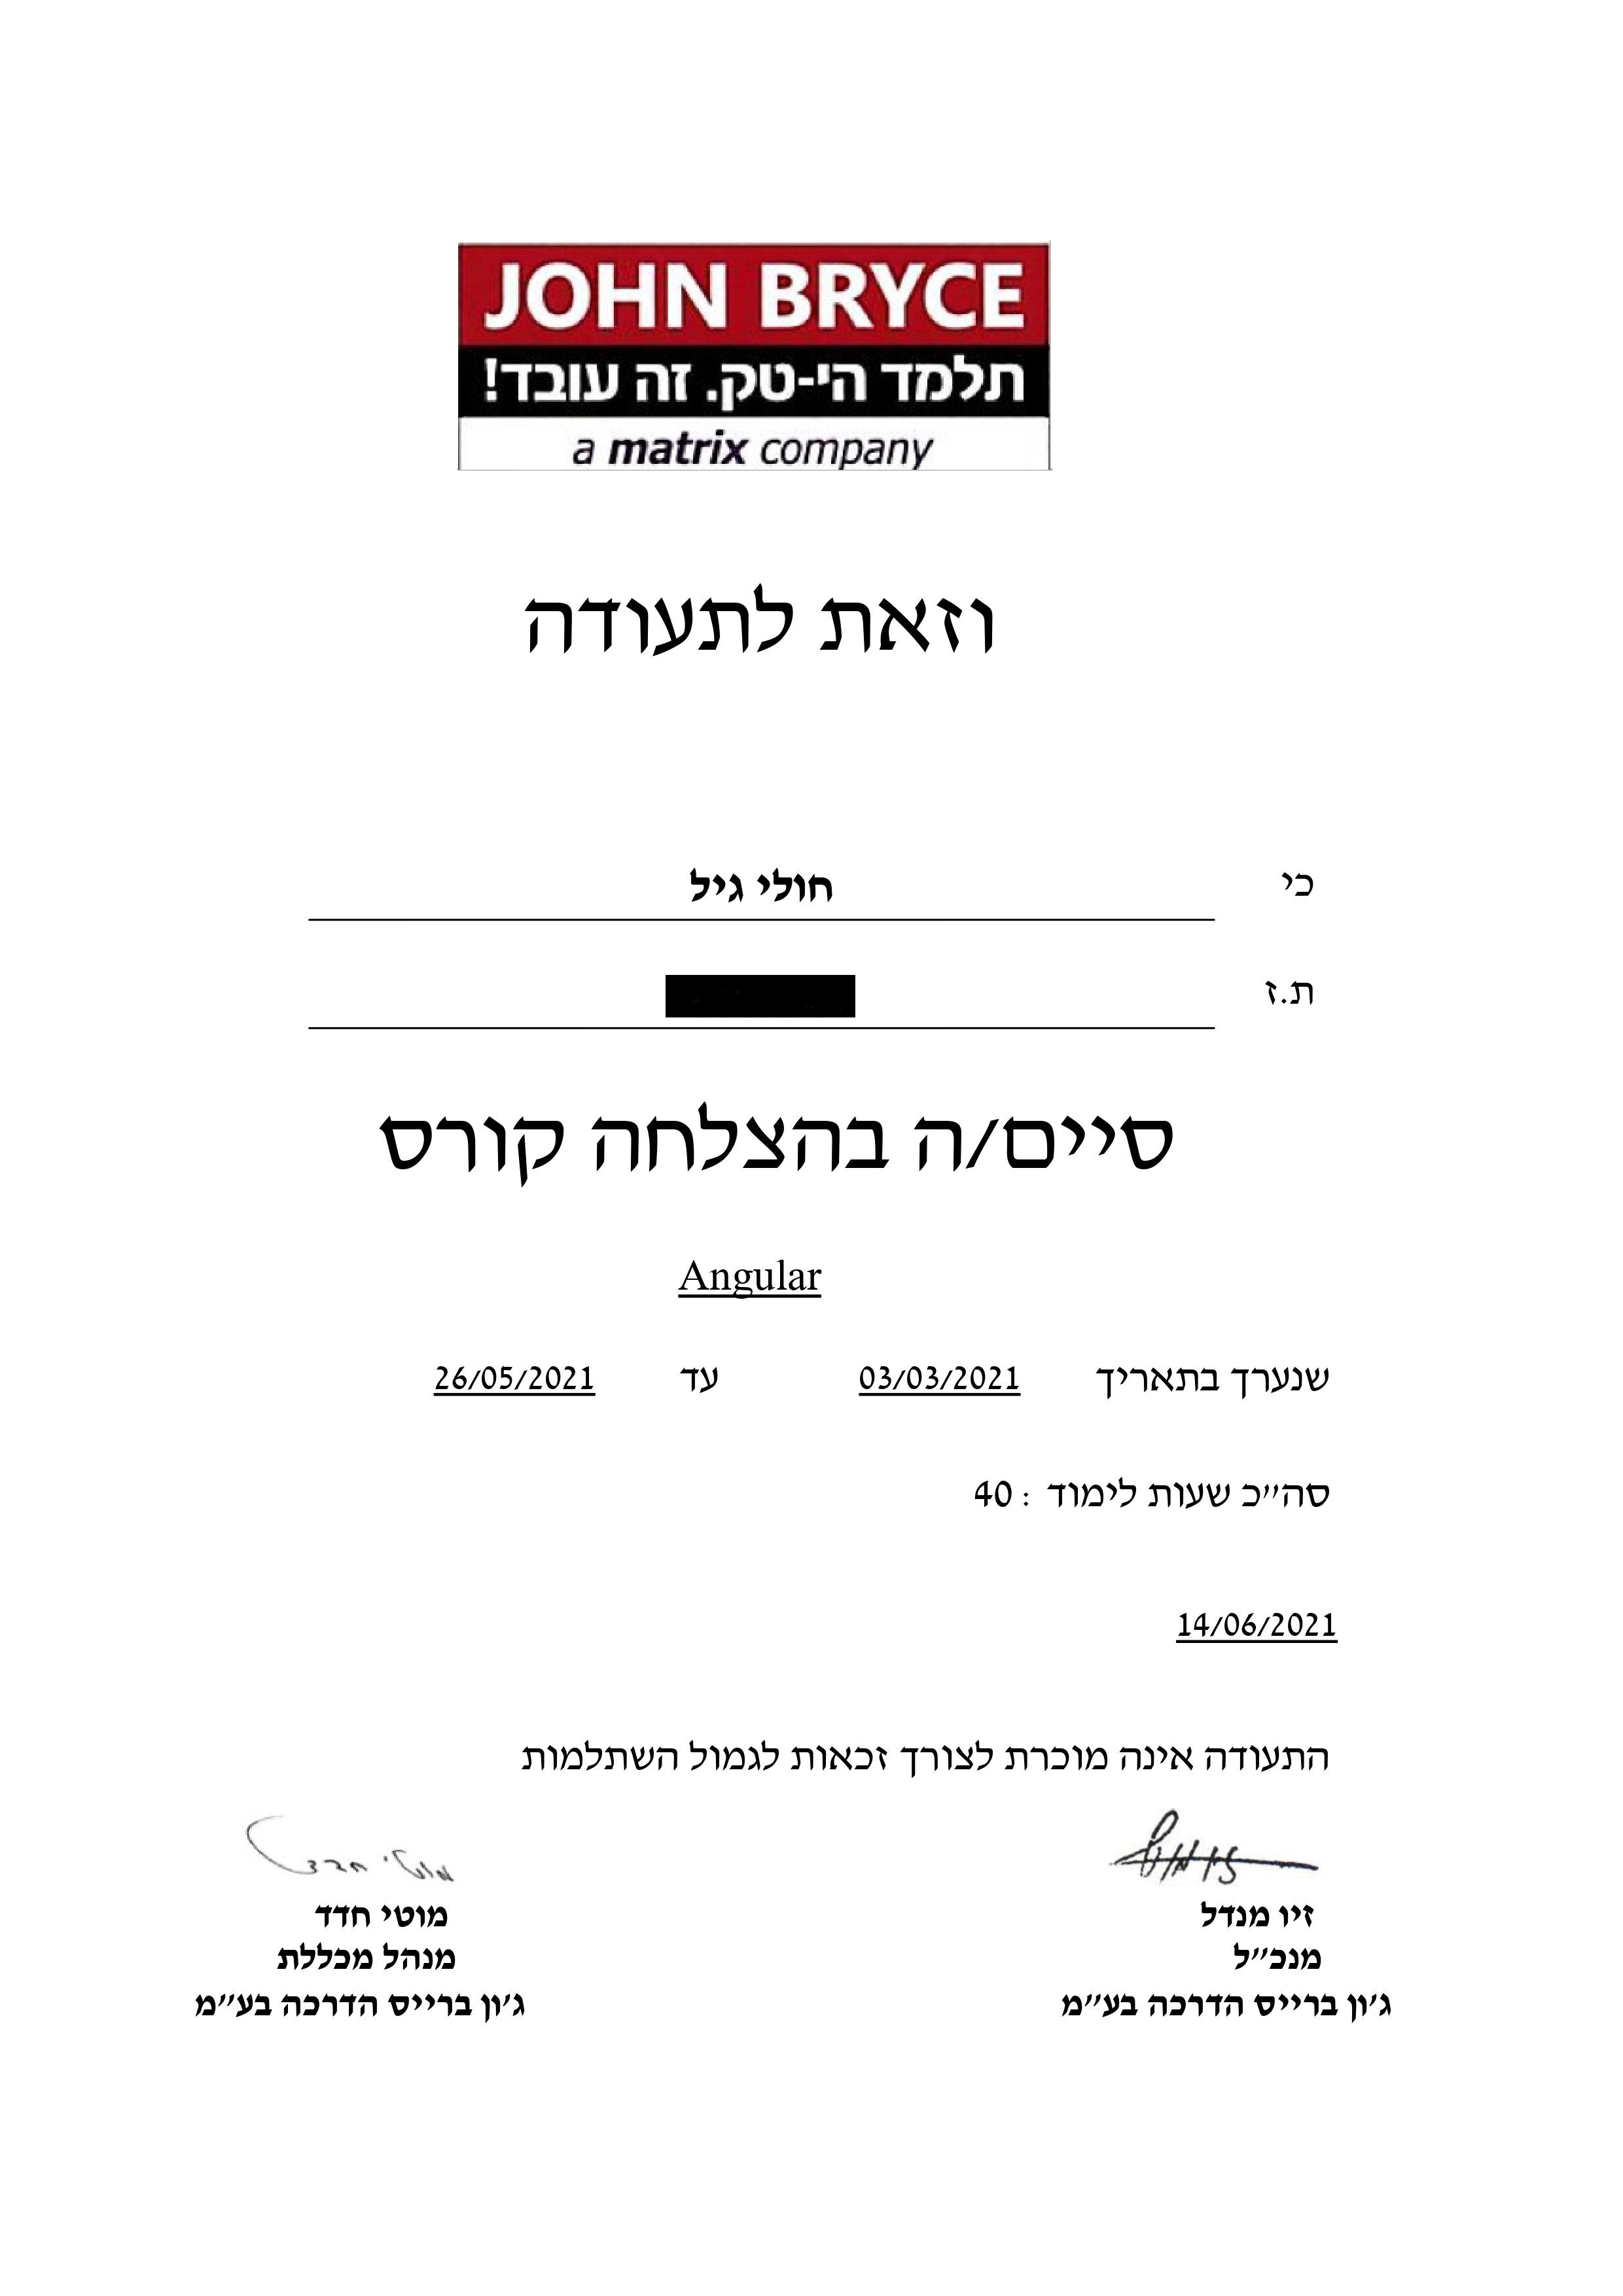 JOHN BRYCE
תלמד הי-טק. זה עובד!
a matrix company
וזאת לתעודה
כי חולי גיל
ת.ז
סיים/ה בהצלחה קורס
Angular
שנערך בתאריך 03/03/2021 עד 26/05/2021
סה״כ שעות לימוד : 40
14/06/2021
התעודה אינה מוכרת לצורך זכאות לגמול השתלמות
מוטי חדד
זיו מנדל מוטי חדד
מנכ״ל מנהל מכללת
ג׳ון ברייס הדרכה בע״מ ג׳ון ברייס הדרכה בע״מ